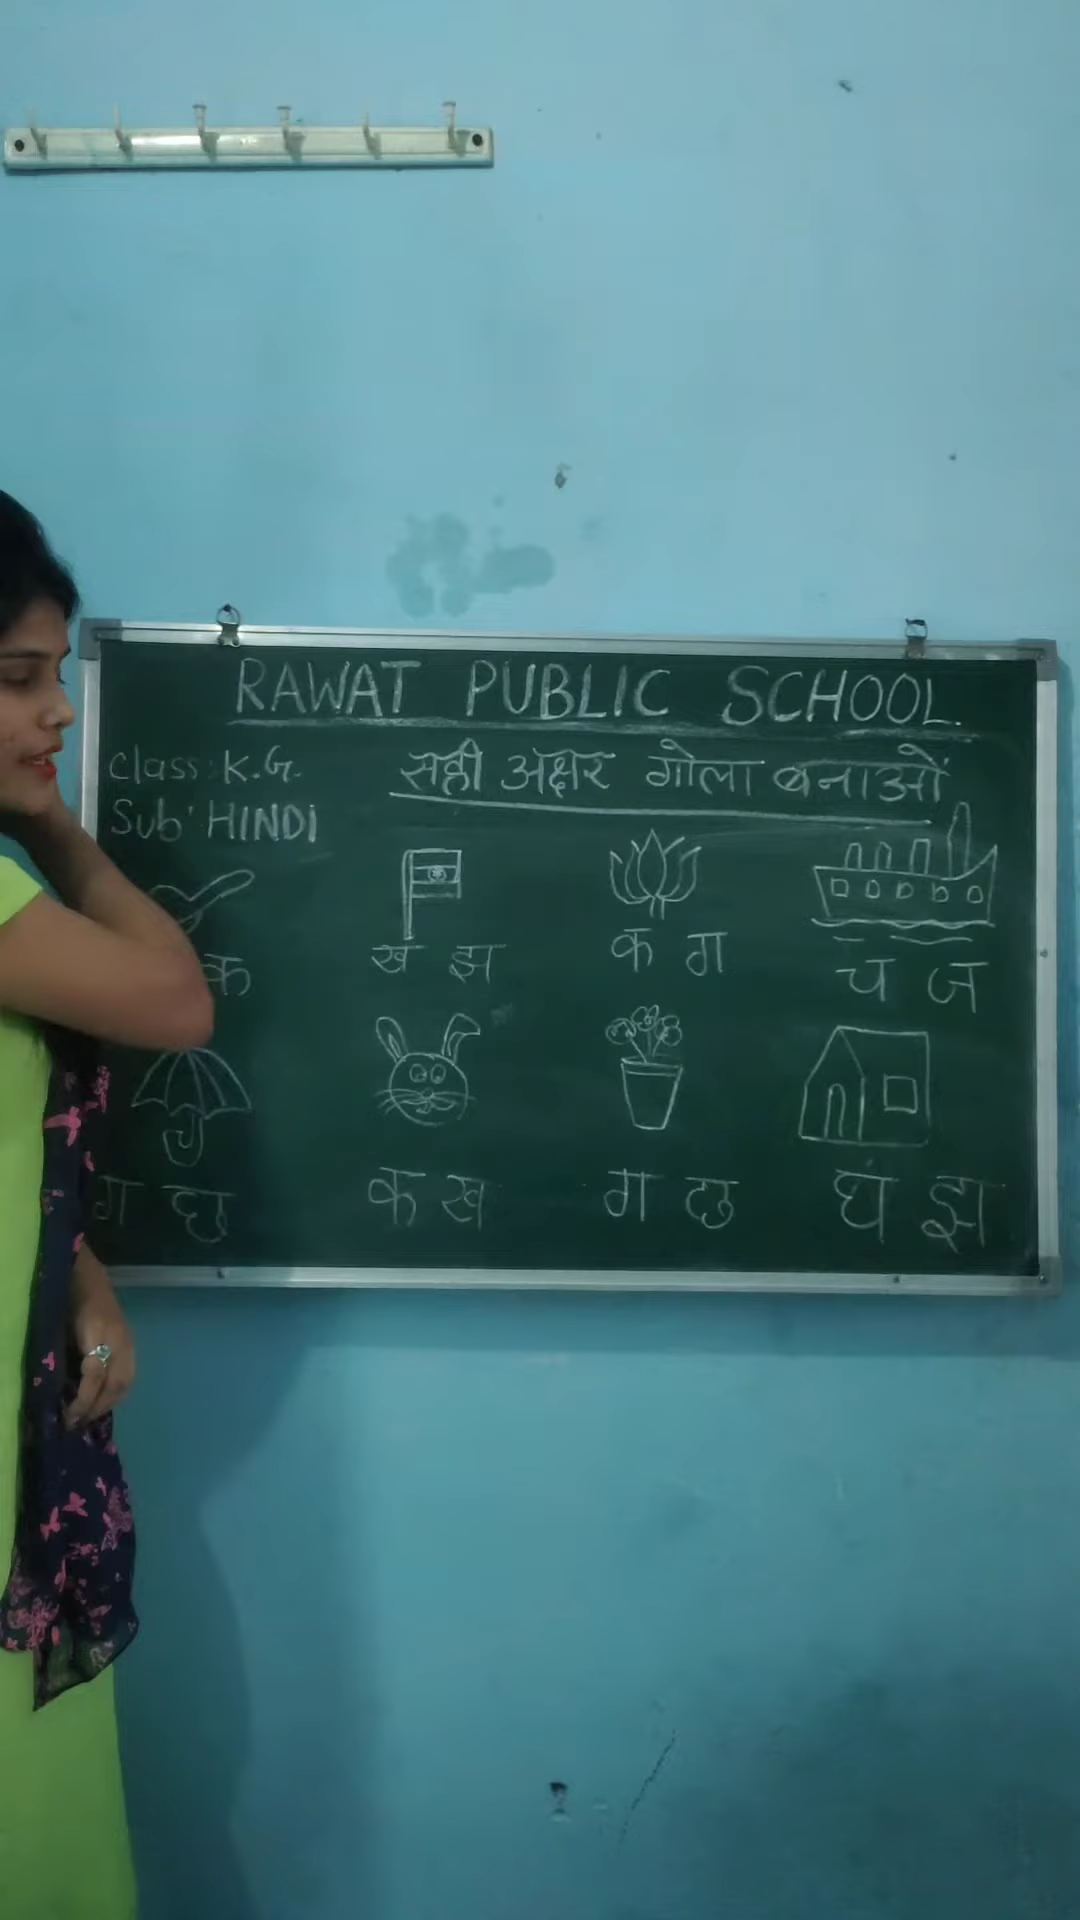 RAWAT PUBLIC SCHOOL
class: K.G.
सही अक्षर गोला बनाओं
Sub: HINDI
क ख झ क ग च ज
ग छ क ख ग छ घं झ